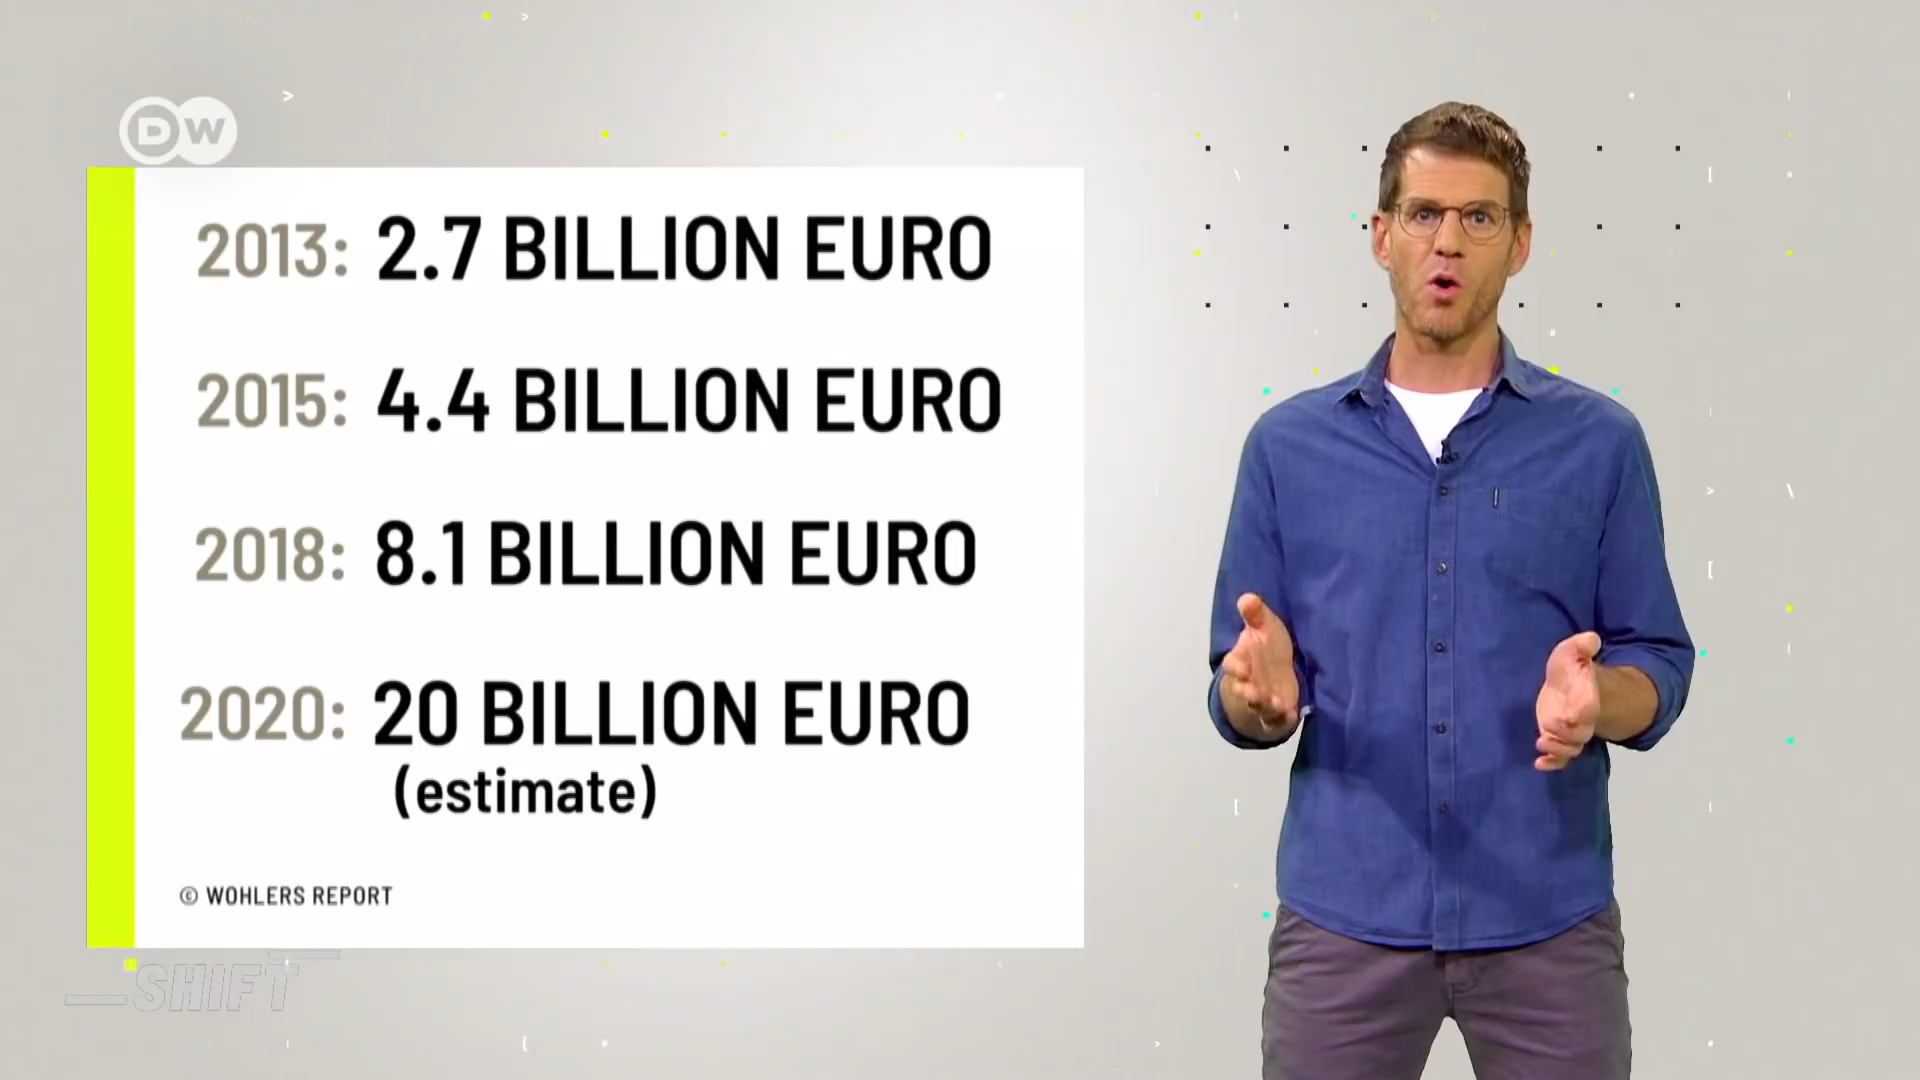 DW
2013: 2.7 BILLION EURO
2015: 4.4 BILLION EURO
2018: 8.1 BILLION EURO
2020: 20 BILLION EURO
(estimate)
© WOHLERS REPORT
SHIFT